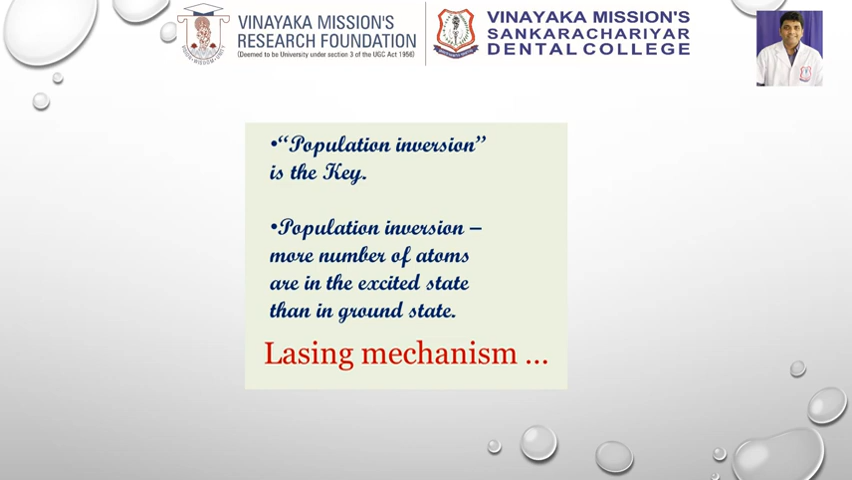 VINAYAKA MISSION'S
RESEARCH FOUNDATION
(Deemed to be University under section 3 of the UGC Act 1956)
VINAYAKA MISSION'S
SANKARACHARIYAR
DENTAL COLLEGE
•“Population inversion”
is the Key.
•Population inversion –
more number of atoms
are in the excited state
than in ground state.
Lasing mechanism ...